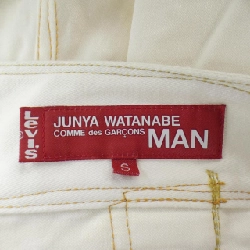 Levi's
JUNYA WATANABE
COMME des GARÇONS MAN
S